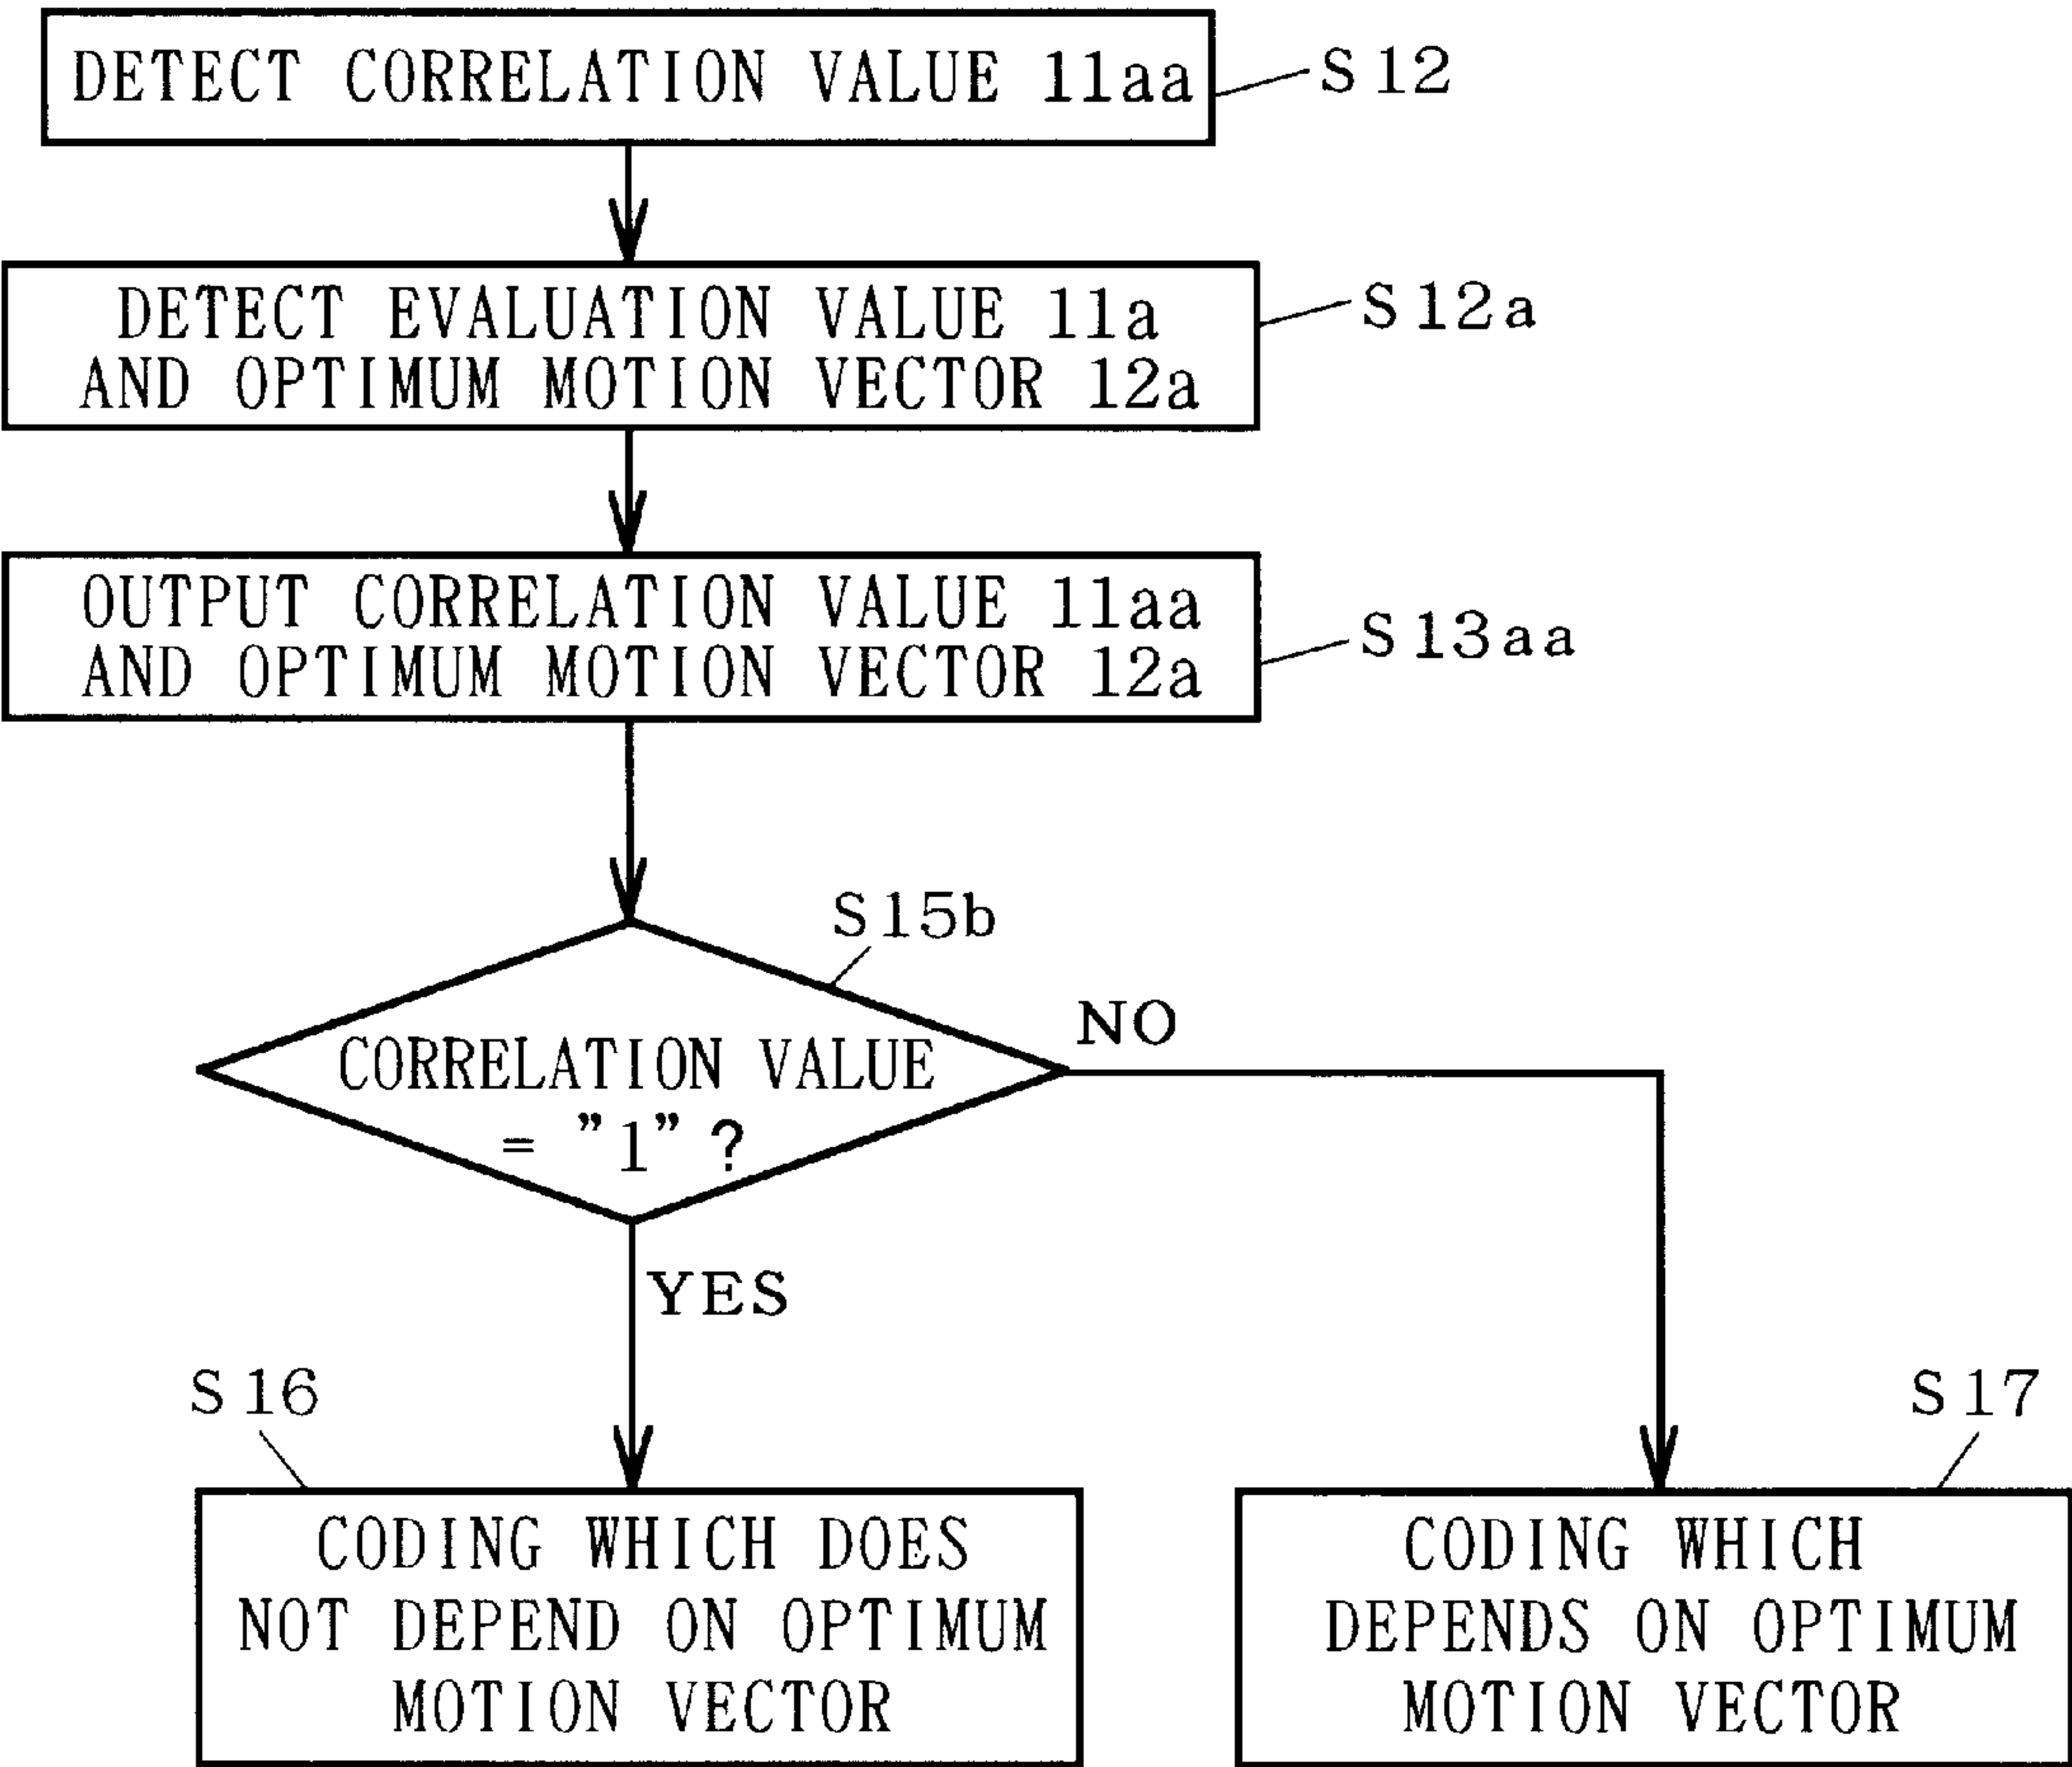 DETECT CORRELATION VALUE 11aa
S12
DETECT EVALUATION VALUE 11a
AND OPTIMUM MOTION VECTOR 12a
S12a
OUTPUT CORRELATION VALUE 11aa
AND OPTIMUM MOTION VECTOR 12a
S13aa
S15b
CORRELATION VALUE
= "1" ?
NO
YES
S16
CODING WHICH DOES
NOT DEPEND ON OPTIMUM
MOTION VECTOR
S17
CODING WHICH
DEPENDS ON OPTIMUM
MOTION VECTOR